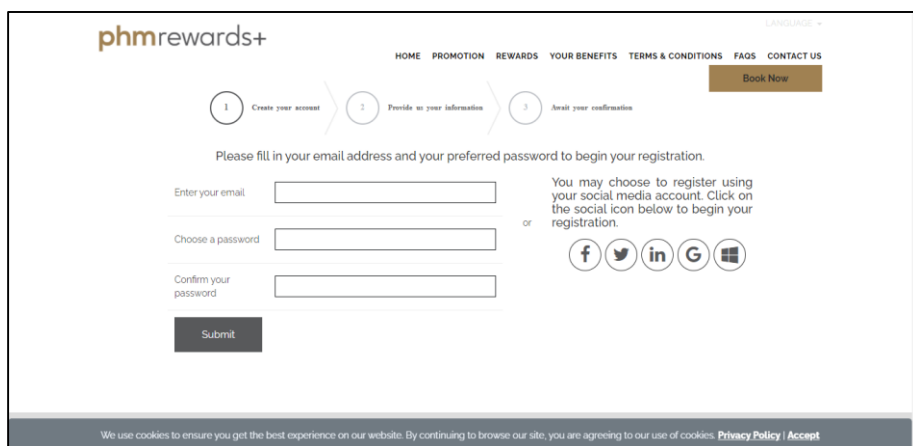 LANGUAGE
phmrewards+
HOME PROMOTION REWARDS YOUR BENEFITS TERMS & CONDITIONS FAQS CONTACT US
Book Now
1 Create your account 2 Provide us your information 3 Await your confirmation
Please fill in your email address and your preferred password to begin your registration.
Enter your email
Choose a password
Confirm your
password
Submit
or
You may choose to register using
your social media account. Click on
the social icon below to begin your
registration.
We use cookies to ensure you get the best experience on our website. By continuing to browse our site, you are agreeing to our use of cookies. Privacy Policy | Accept